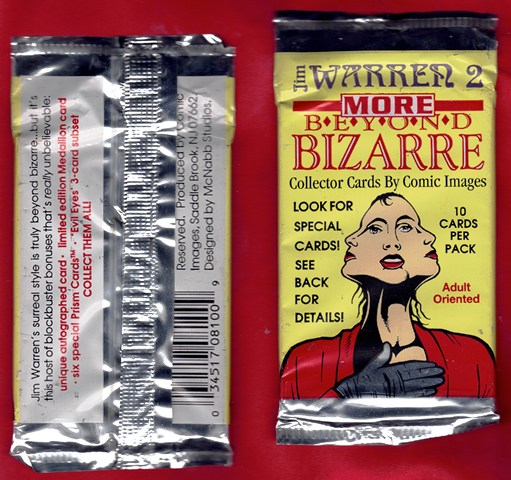 Jim Warren's surreal style is truly beyond bizarre...but it's
this host of blockbuster bonuses that's really unbelievable:
unique autographed card • limited edition Medallion card
• six special Prism Cards™ • "Evil Eyes" 3-card subset
COLLECT THEM ALL!
Reserved. Produced by Comic
Images, Saddle Brook, NJ 07662
Designed by McNabb Studios.
0 34517 08100 9
Jim WARREN 2
MORE
B•E•Y•O•N•D
BIZARRE
Collector Cards By Comic Images
LOOK FOR
SPECIAL
CARDS!
SEE
BACK
FOR
DETAILS!
10
CARDS
PER
PACK
Adult
Oriented